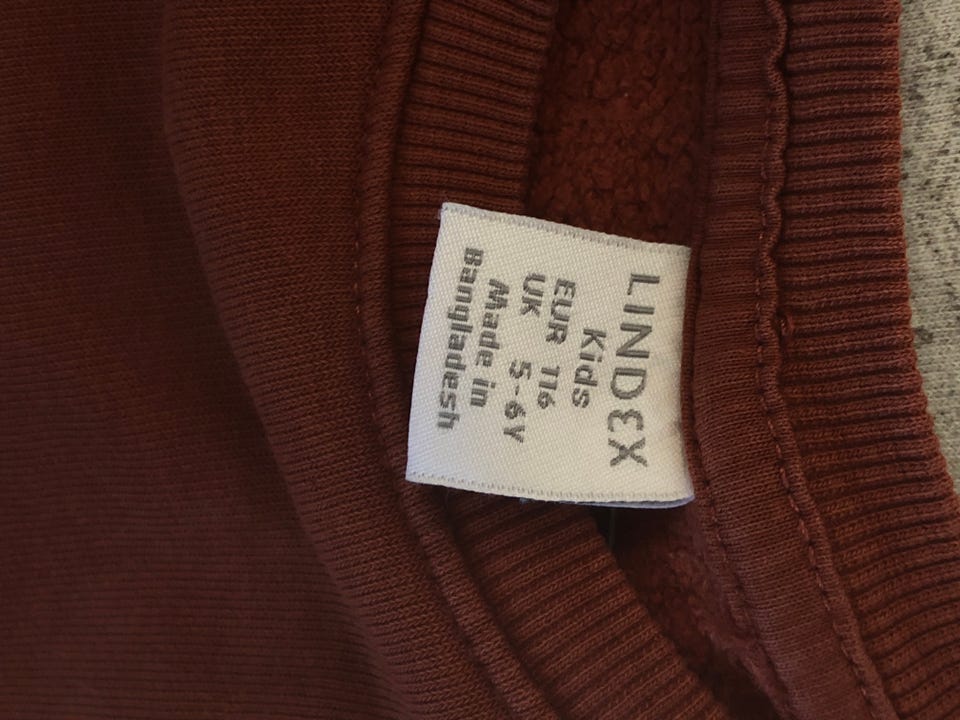 LINDEX
Kids
EUR 116
UK 5-6Y
Made in
Bangladesh